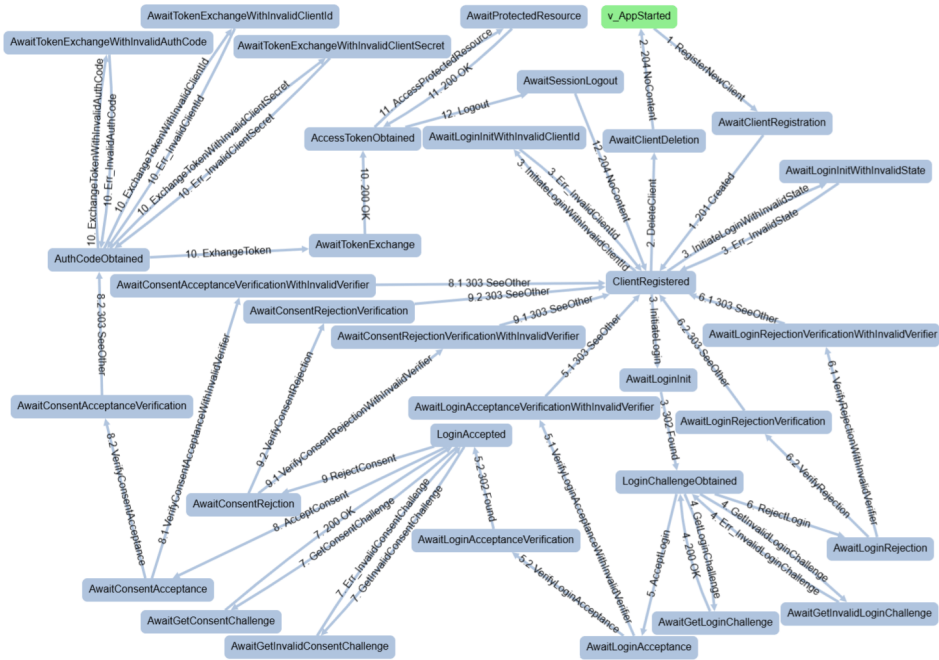 AwaitTokenExchangeWithInvalidClientId
AwaitProtectedResource
v_AppStarted
AwaitTokenExchangeWithInvalidAuthCode
AwaitTokenExchangeWithInvalidClientSecret
11. AccessProtectedResource
11. 200 OK
2. 204 NoContent
1. RegisterNewClient
10. ExchangeTokenWithInvalidAuthCode
10. Err_InvalidAuthCode
10. ExchangeTokenWithInvalidClientId
10. Err_InvalidClientId
10. ExchangeTokenWithInvalidClientSecret
10. Err_InvalidClientSecret
AwaitSessionLogout
12. Logout
AccessTokenObtained
AwaitLoginInitWithInvalidClientId
AwaitClientDeletion
AwaitClientRegistration
AwaitLoginInitWithInvalidState
10. 200 OK
3. Err_InvalidClientId
3. InitiateLoginWithInvalidClientId
12. 204 NoContent
2. DeleteClient
1. 201 Created
3. InitiateLoginWithInvalidState
3. Err_InvalidState
AwaitTokenExchange
AuthCodeObtained
10. ExhangeToken
ClientRegistered
AwaitConsentAcceptanceVerificationWithInvalidVerifier
8.1 303 SeeOther
AwaitConsentRejectionVerification
9.2 303 SeeOther
AwaitConsentRejectionVerificationWithInvalidVerifier
9.1 303 SeeOther
6.1 303 SeeOther
AwaitLoginRejectionVerificationWithInvalidVerifier
8.2 303 SeeOther
5.1 303 SeeOther
3. InitiateLogin
6.2 303 SeeOther
AwaitLoginInit
AwaitConsentAcceptanceVerification
AwaitLoginAcceptanceVerificationWithInvalidVerifier
AwaitLoginRejectionVerification
8.1 VerifyConsentAcceptanceWithInvalidVerifier
9.2 VerifyConsentRejection
9.1 VerifyConsentRejectionWithInvalidVerifier
LoginAccepted
3. 302 Found
6.1 VerifyRejectionWithInvalidVerifier
6.2 VerifyRejection
LoginChallengeObtained
8.2 VerifyConsentAcceptance
9 RejectConsent
AwaitConsentRejction
8. AcceptConsent
7. 200 OK
7. GetConsentChallenge
7. Err_InvalidConsentChallenge
7. GetInvalidConsentChallenge
5.2 302 Found
5.1 VerifyLoginAcceptanceWithInvalidVerifier
6. RejectLogin
4. GetInvalidLoginChallenge
4. Err_InvalidLoginChallenge
4. GetLoginChallenge
4. 200 OK
5. AcceptLogin
AwaitLoginAcceptanceVerification
AwaitLoginRejection
5.2 VerifyLoginAcceptance
AwaitConsentAcceptance
AwaitGetConsentChallenge
AwaitGetInvalidConsentChallenge
AwaitLoginAcceptance
AwaitGetLoginChallenge
AwaitGetInvalidLoginChallenge